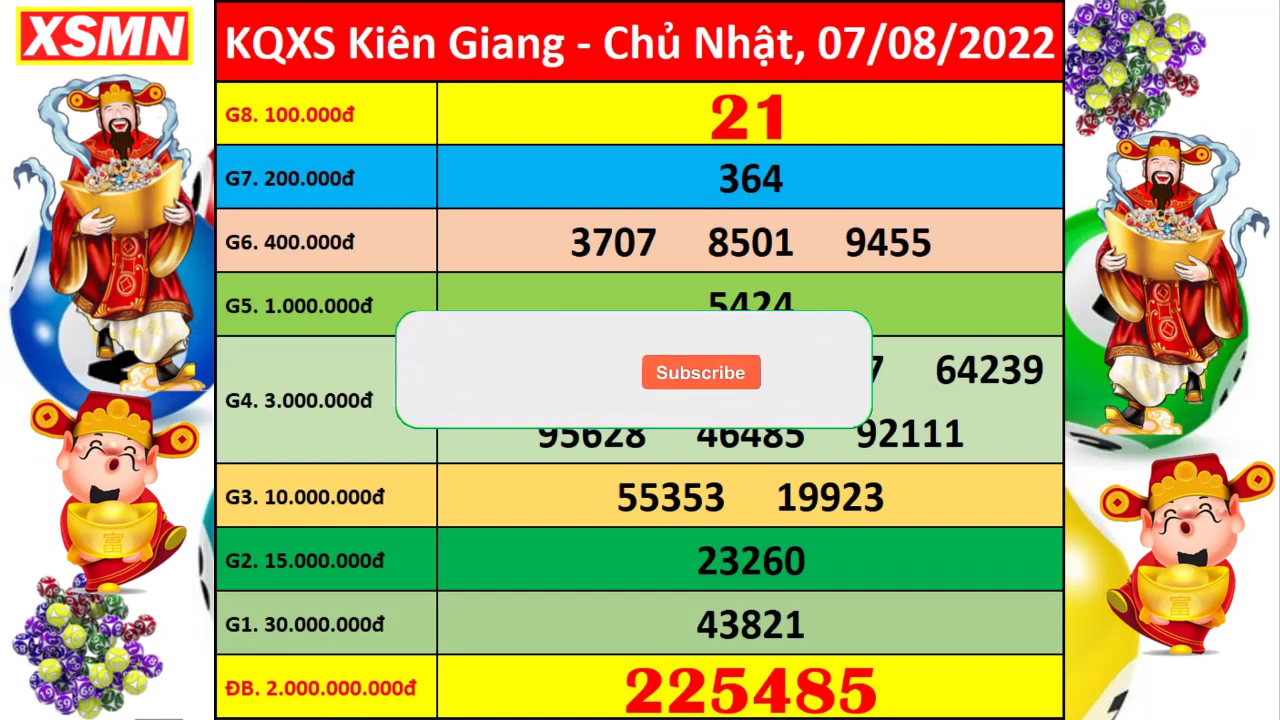 XSMN
KQXS Kiên Giang - Chủ Nhật, 07/08/2022
G8. 100.000đ 21
G7. 200.000đ 364
G6. 400.000đ 3707 8501 9455
G5. 1.000.000đ 5424
Subscribe
64239
G4. 3.000.000đ
95628 46485 92111
G3. 10.000.000đ 55353 19923
G2. 15.000.000đ 23260
G1. 30.000.000đ 43821
ĐB. 2.000.000.000đ 225485